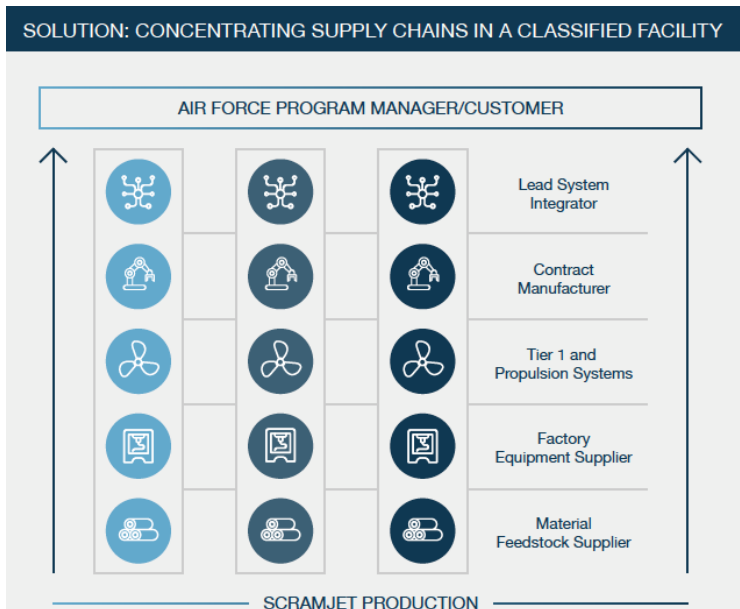 SOLUTION: CONCENTRATING SUPPLY CHAINS IN A CLASSIFIED FACILITY
AIR FORCE PROGRAM MANAGER/CUSTOMER
Lead System
Integrator
Contract
Manufacturer
Tier 1 and
Propulsion Systems
Factory
Equipment Supplier
Material
Feedstock Supplier
SCRAMJET PRODUCTION